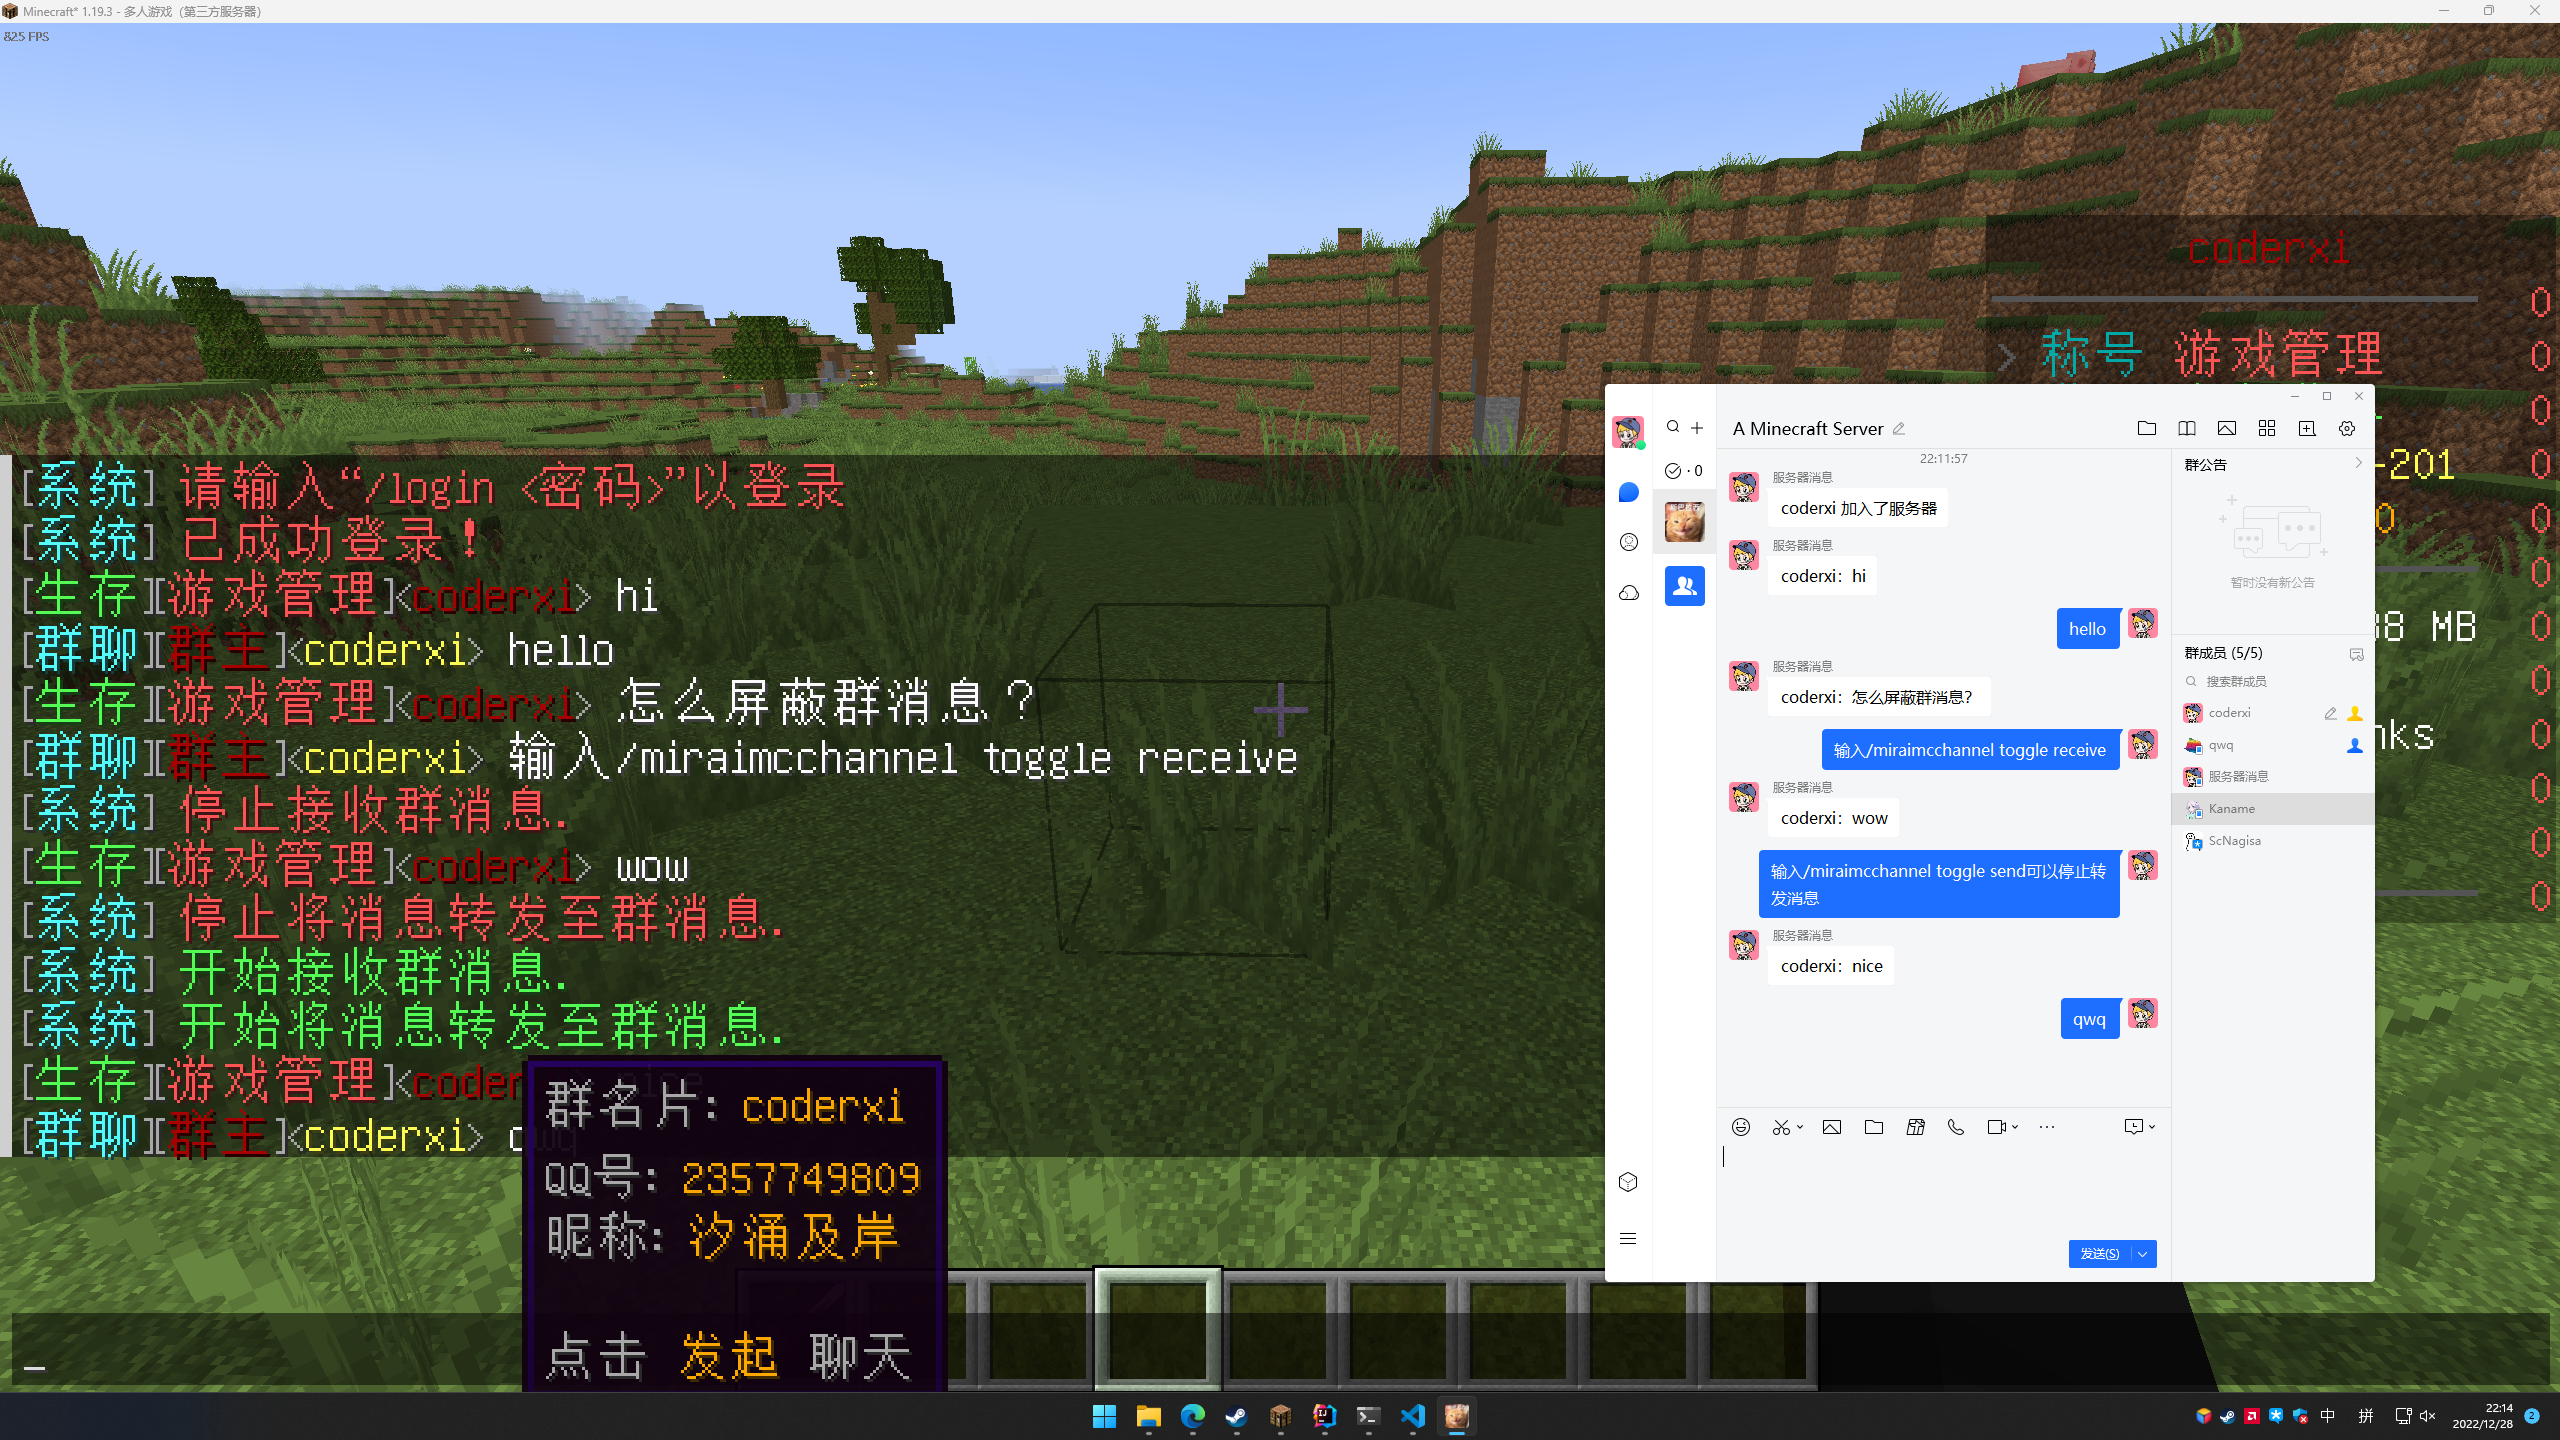 Minecraft* 1.19.3 - 多人游戏（第三方服务器）
825 FPS
coderxi
0
称号 游戏管理
0
0
-201
0
0
0
0
38 MB
0
0
nks
0
0
0
0
[系统] 请输入“/login <密码>”以登录
[系统] 已成功登录！
[生存][游戏管理]<coderxi> hi
[群聊][群主]<coderxi> hello
[生存][游戏管理]<coderxi> 怎么屏蔽群消息？
[群聊][群主]<coderxi> 输入/miraimcchannel toggle receive
[系统] 停止接收群消息.
[生存][游戏管理]<coderxi> wow
[系统] 停止将消息转发至群消息.
[系统] 开始接收群消息.
[系统] 开始将消息转发至群消息.
[生存][游戏管理]<coder
[群聊][群主]<coderxi> qwq
群名片: coderxi
QQ号: 2357749809
昵称: 汐涌及岸
点击 发起 聊天
_
· 0
A Minecraft Server
22:11:57
服务器消息
coderxi 加入了服务器
服务器消息
coderxi：hi
hello
服务器消息
coderxi：怎么屏蔽群消息？
输入/miraimcchannel toggle receive
服务器消息
coderxi：wow
输入/miraimcchannel toggle send可以停止转
发消息
服务器消息
coderxi：nice
qwq
发送(S)
群公告
暂时没有新公告
群成员 (5/5)
搜索群成员
coderxi
qwq
服务器消息
Kaname
ScNagisa
中
拼
22:14
2022/12/28
2